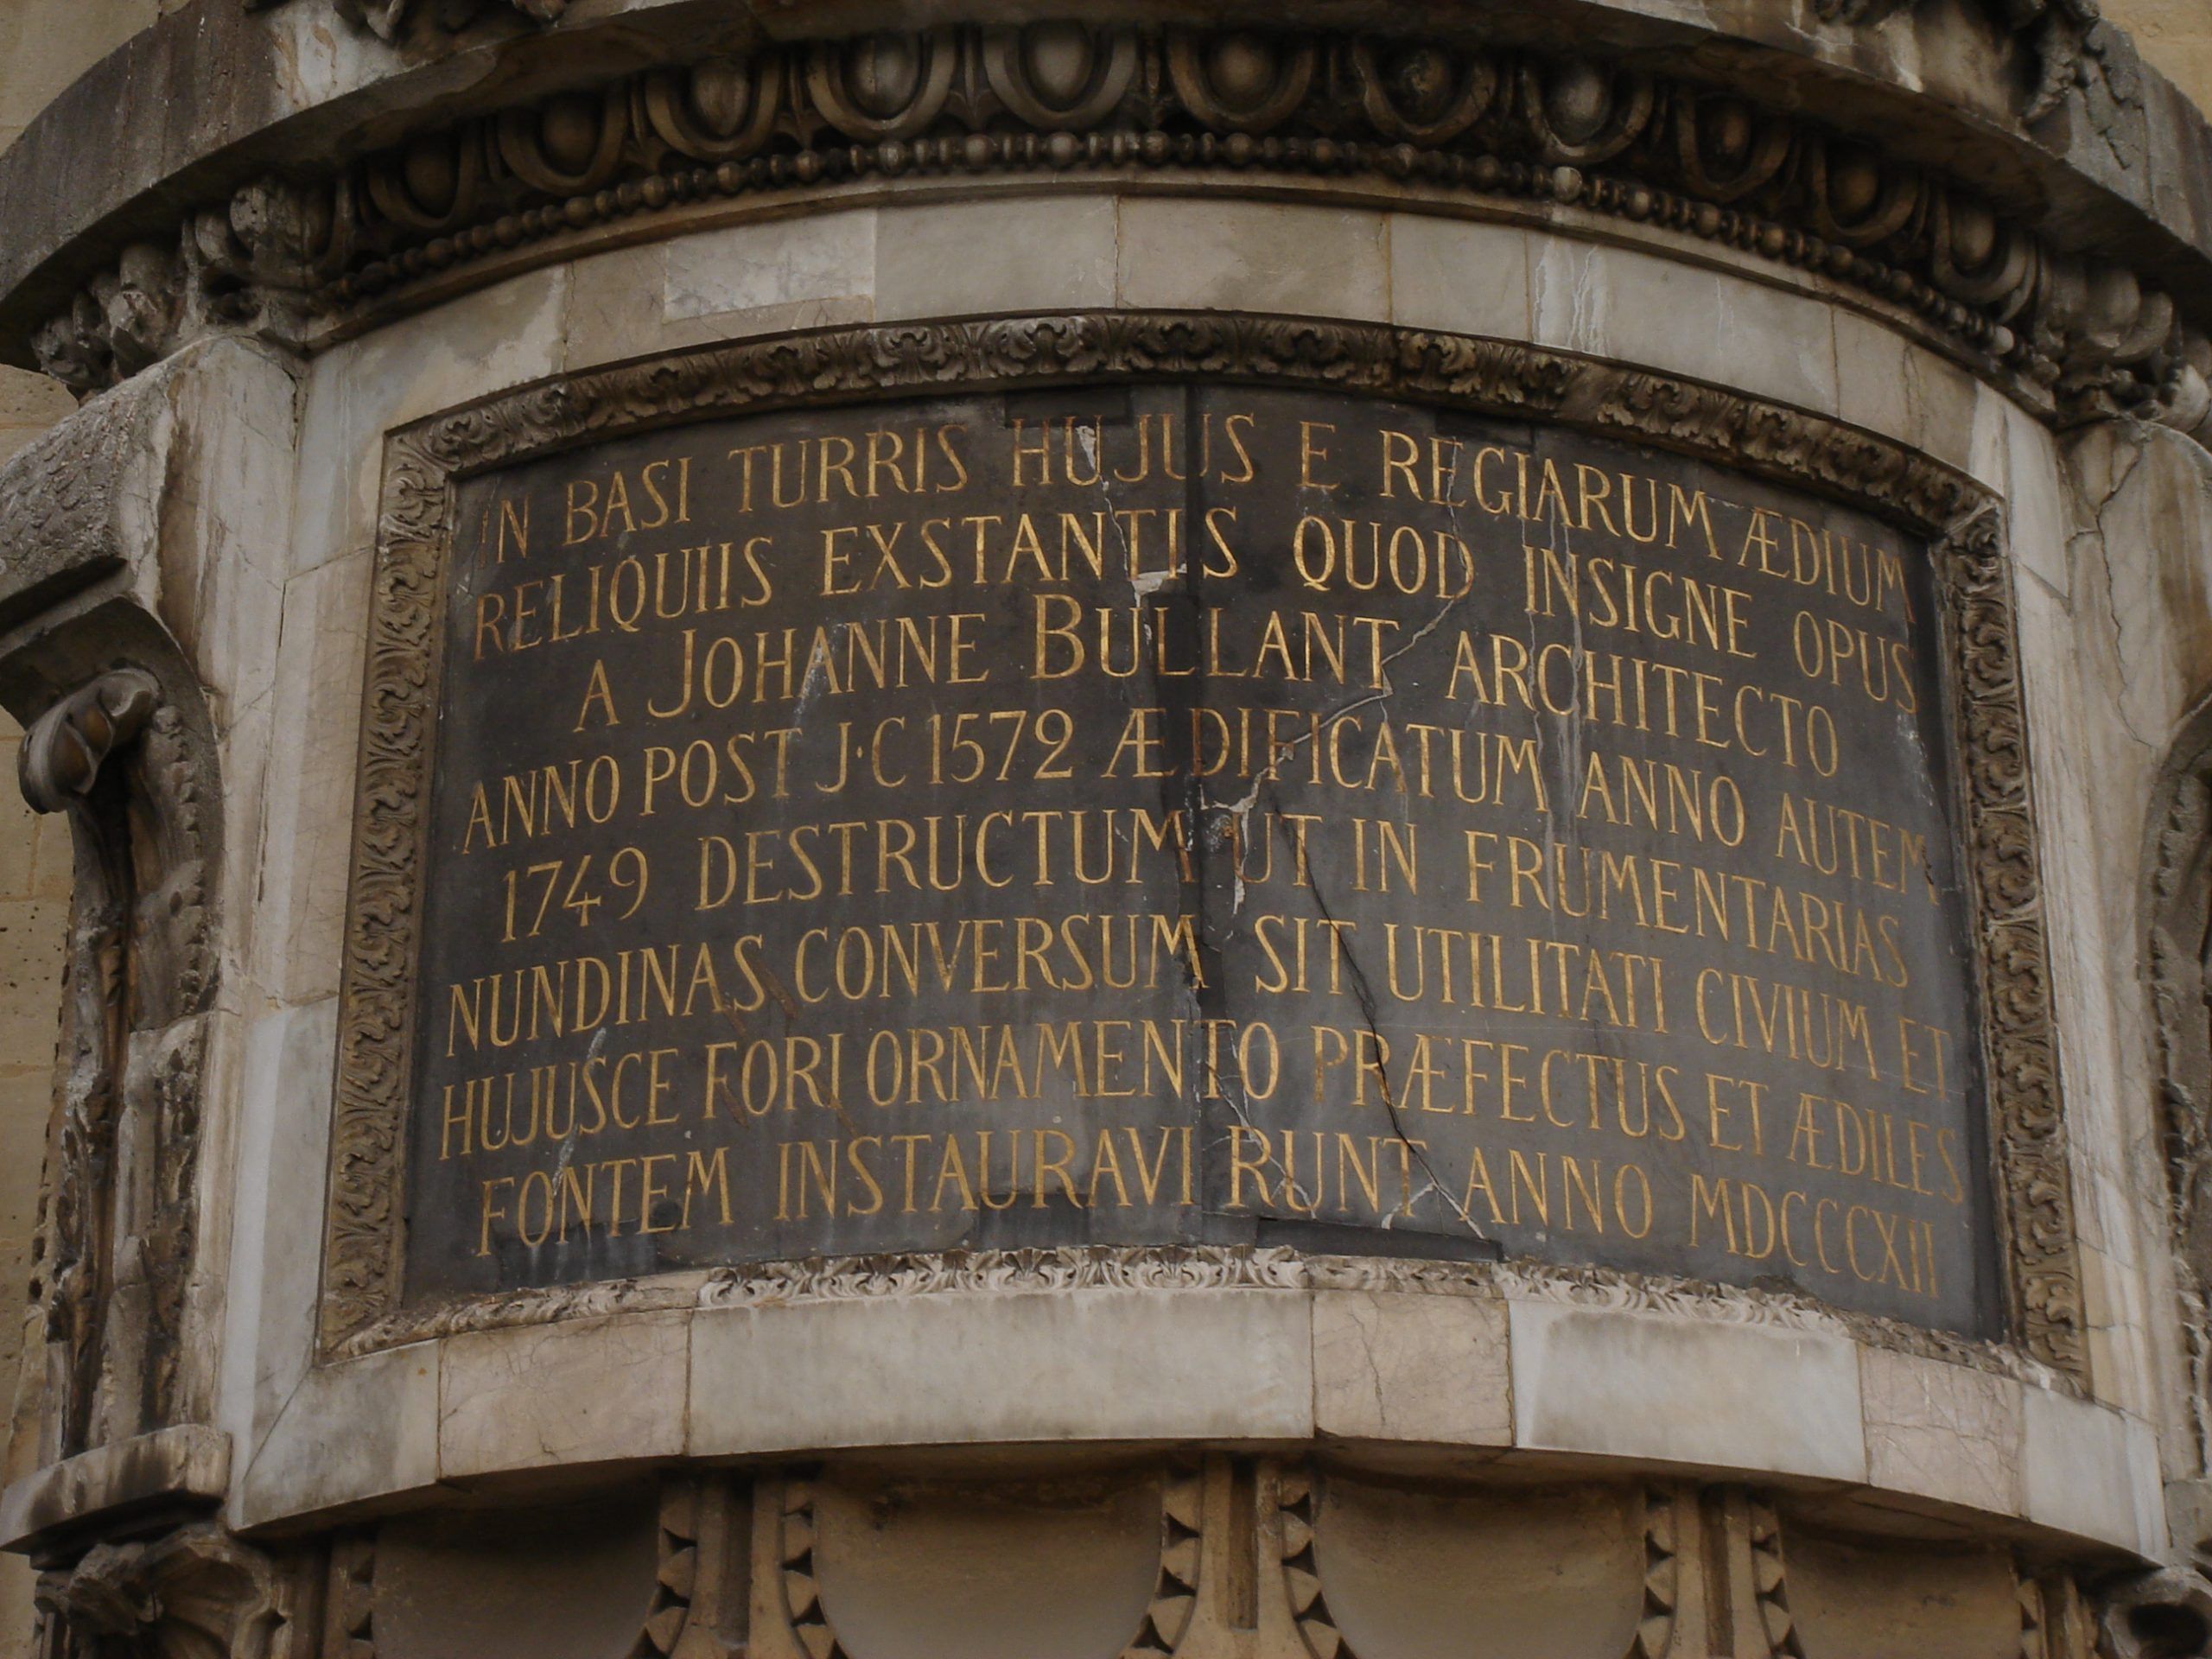 IN BASI TURRIS HUJUS E REGIARUM ÆDIUM
RELIQUIIS EXSTANTIS QUOD INSIGNE OPUS
A JOHANNE BULLANT ARCHITECTO
ANNO POST J·C 1572 ÆDIFICATUM ANNO AUTEM
1749 DESTRUCTUM UT IN FRUMENTARIAS
NUNDINAS CONVERSUM SIT UTILITATI CIVIUM ET
HUJUSCE FORI ORNAMENTO PRÆFECTUS ET ÆDILES
FONTEM INSTAURAVI RUNT ANNO MDCCCXII